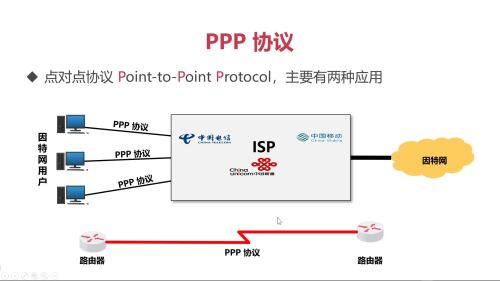 PPP 协议
点对点协议 Point-to-Point Protocol，主要有两种应用
因特网用户
PPP 协议
PPP 协议
PPP 协议
中国电信
CHINA TELECOM
ISP
中国移动
China Mobile
China
unicom中国联通
因特网
路由器
PPP 协议
路由器